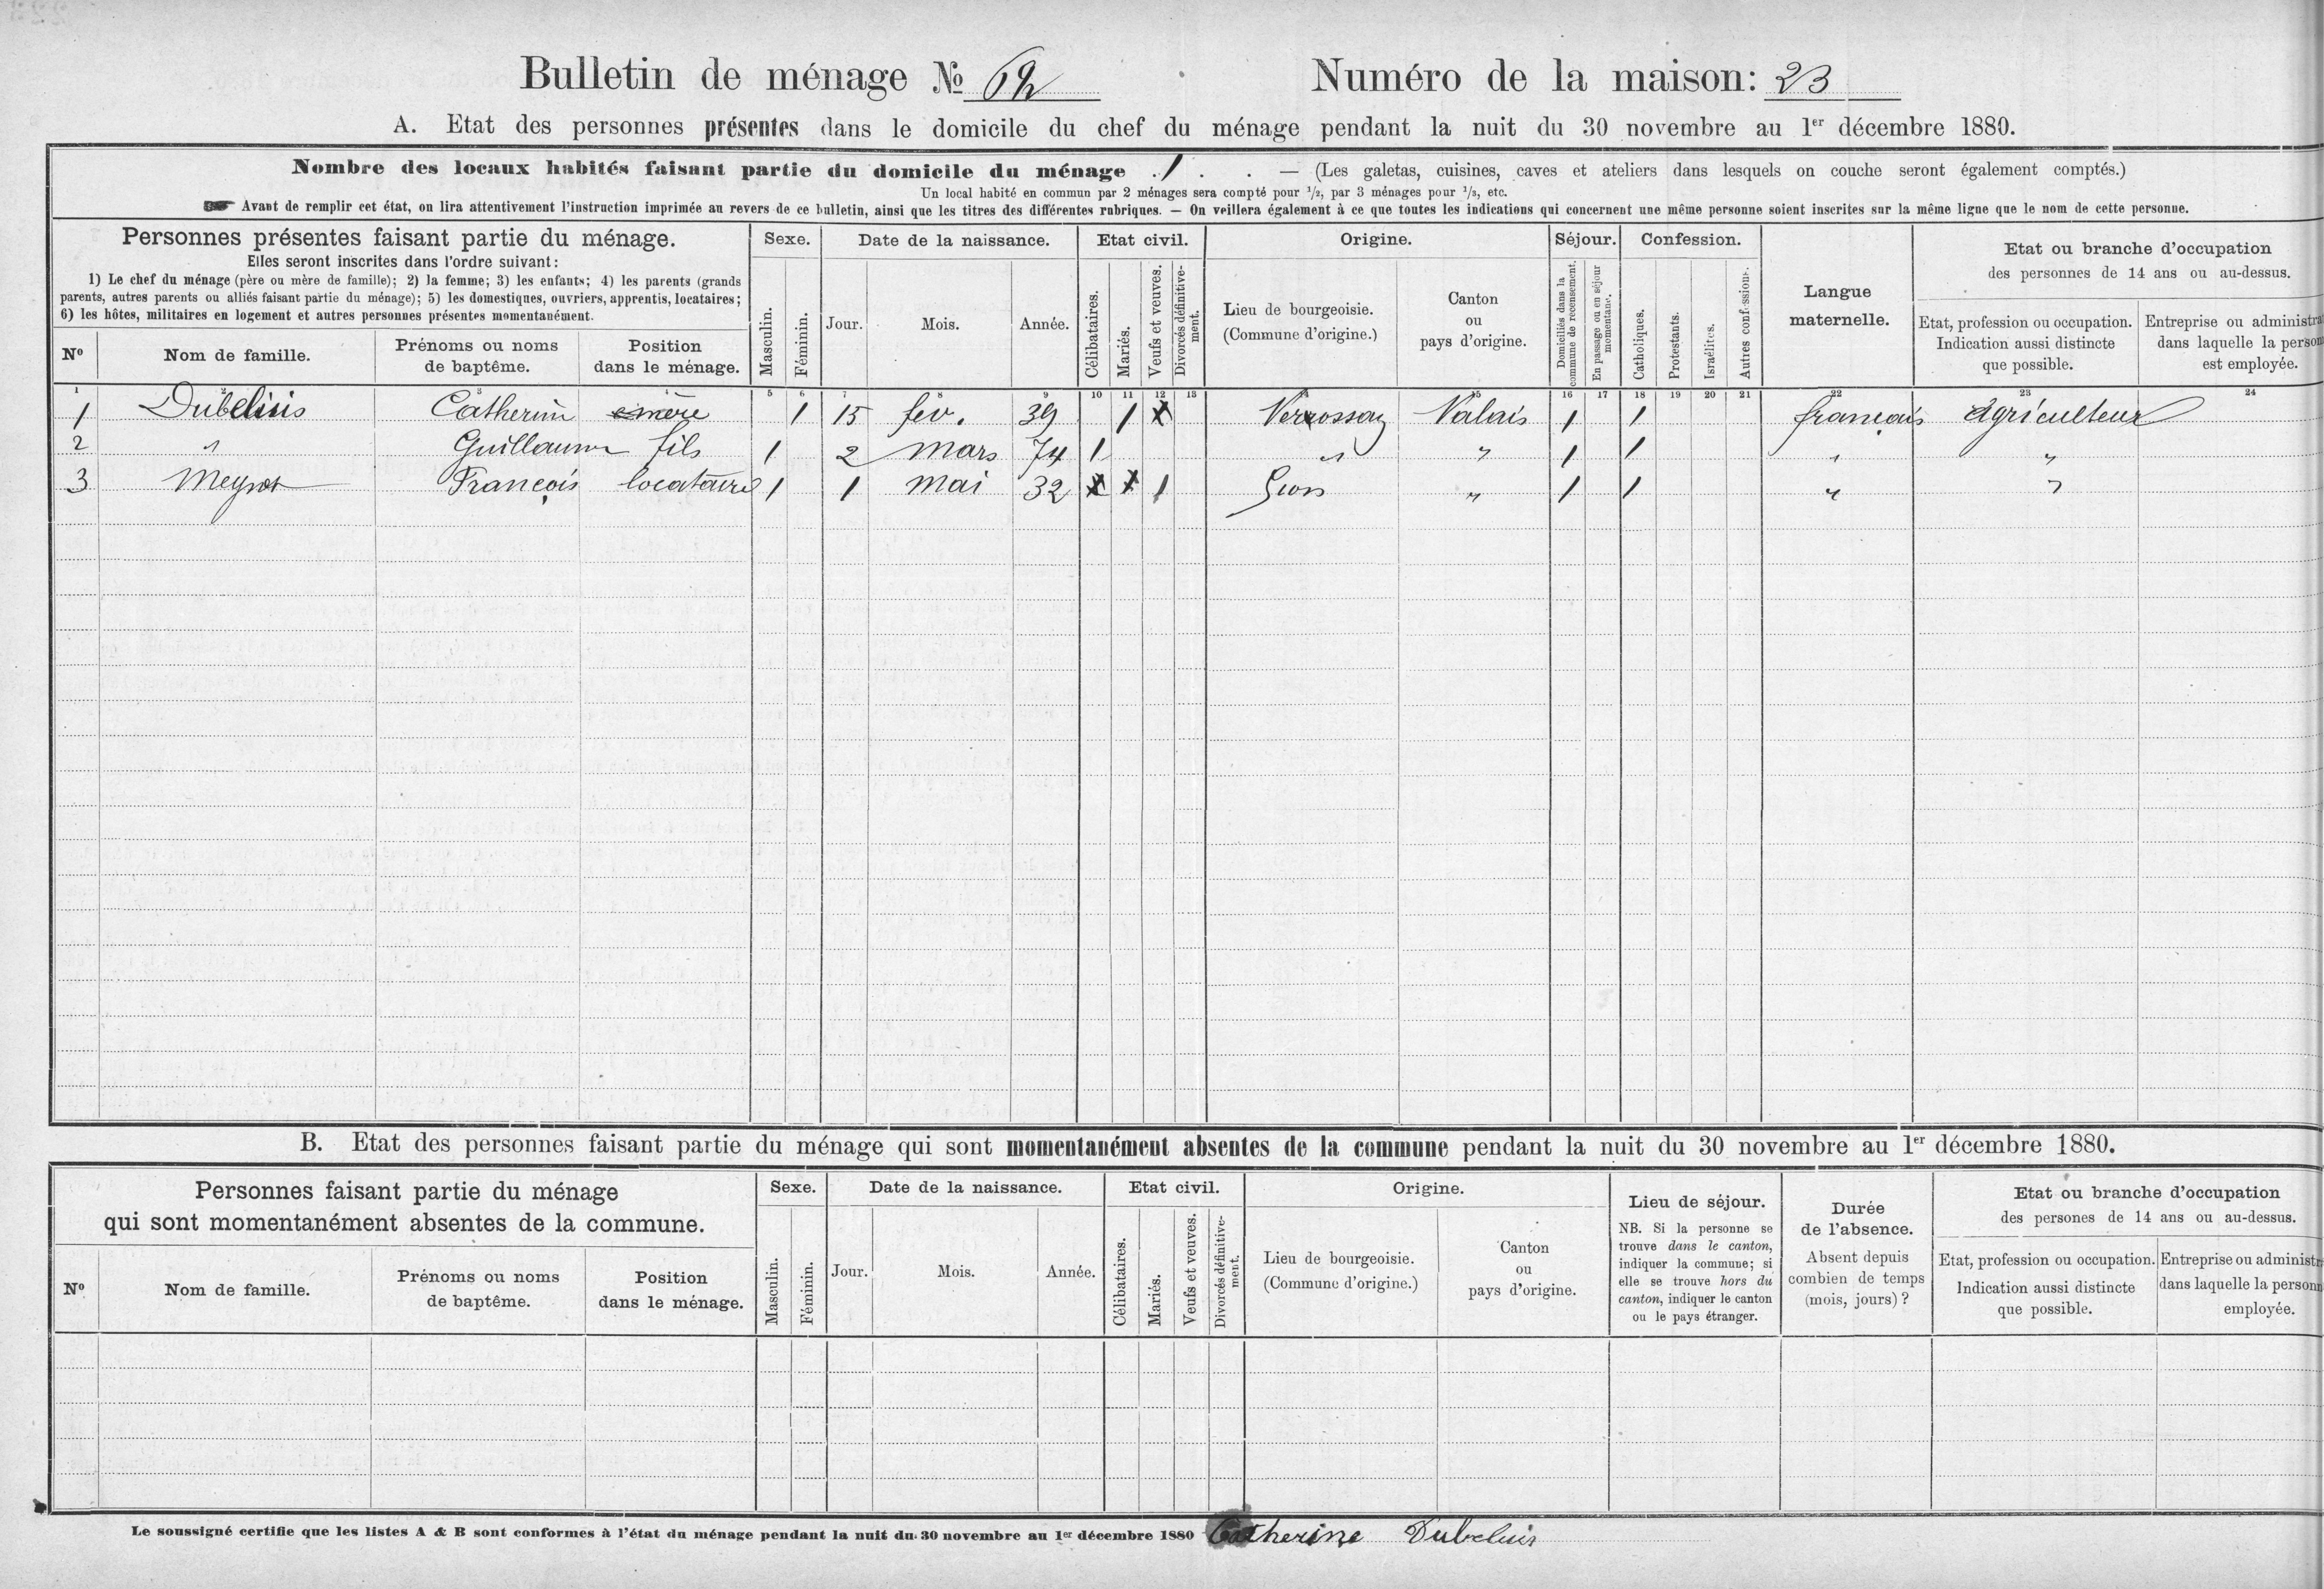 Bulletin de ménage № 62 Numéro de la maison: 23
A. Etat des personnes présentes dans le domicile du chef du ménage pendant la nuit du 30 novembre au 1er décembre 1880.
Nombre des locaux habités faisant partie du domicile du ménage . 1 . . — (Les galetas, cuisines, caves et ateliers dans lesquels on couche seront également comptés.)
Un local habité en commun par 2 ménages sera compté pour 1/2, par 3 ménages pour 1/3, etc.
Avant de remplir cet état, on lira attentivement l'instruction imprimée au revers de ce bulletin, ainsi que les titres des différentes rubriques. — On veillera également à ce que toutes les indications qui concernent une même personne soient inscrites sur la même ligne que le nom de cette personne.
Personnes présentes faisant partie du ménage.
Elles seront inscrites dans l'ordre suivant:
1) Le chef du ménage (père ou mère de famille); 2) la femme; 3) les enfants; 4) les parents (grands
parents, autres parents ou alliés faisant partie du ménage); 5) les domestiques, ouvriers, apprentis, locataires;
6) les hôtes, militaires en logement et autres personnes présentes momentanément.
Nº Nom de famille. Prénoms ou noms de baptême. Position dans le ménage.
Sexe. Masculin. Féminin.
Date de la naissance. Jour. Mois. Année.
Etat civil. Célibataires. Mariés. Veufs et veuves. Divorcés définitivement.
Origine. Lieu de bourgeoisie. (Commune d'origine.) Canton ou pays d'origine.
Séjour. Domiciliés dans la commune de recensement. En passage ou en séjour momentané.
Confession. Catholiques. Protestants. Israélites. Autres confessions.
Langue maternelle.
Etat ou branche d'occupation
des personnes de 14 ans ou au-dessus.
Etat, profession ou occupation. Indication aussi distincte que possible.
Entreprise ou administra dans laquelle la person est employée.
1 2 3 4 5 6 7 8 9 10 11 12 13 14 15 16 17 18 19 20 21 22 23 24
1 Dubeluis Catherine mère 1 15 fev. 39 1 Verossaz Valais 1 1 français agriculteur
2 " Guillaume fils 1 2 mars 74 1 " " 1 1 " "
3 François locataire 1 1 mai 32 1 " 1 1 " "
B. Etat des personnes faisant partie du ménage qui sont momentanément absentes de la commune pendant la nuit du 30 novembre au 1er décembre 1880.
Personnes faisant partie du ménage
qui sont momentanément absentes de la commune.
Nº Nom de famille. Prénoms ou noms de baptême. Position dans le ménage.
Sexe. Masculin. Féminin.
Date de la naissance. Jour. Mois. Année.
Etat civil. Célibataires. Mariés. Veufs et veuves. Divorcés définitivement.
Origine. Lieu de bourgeoisie. (Commune d'origine.) Canton ou pays d'origine.
Lieu de séjour.
NB. Si la personne se
trouve dans le canton,
indiquer la commune; si
elle se trouve hors du
canton, indiquer le canton
ou le pays étranger.
Durée
de l'absence.
Absent depuis
combien de temps
(mois, jours)?
Etat ou branche d'occupation
des persones de 14 ans ou au-dessus.
Etat, profession ou occupation. Indication aussi distincte que possible.
Entreprise ou administr dans laquelle la personn employée.
Le soussigné certifie que les listes A & B sont conformes à l'état du ménage pendant la nuit du 30 novembre au 1er décembre 1880 Catherine Dubeluis